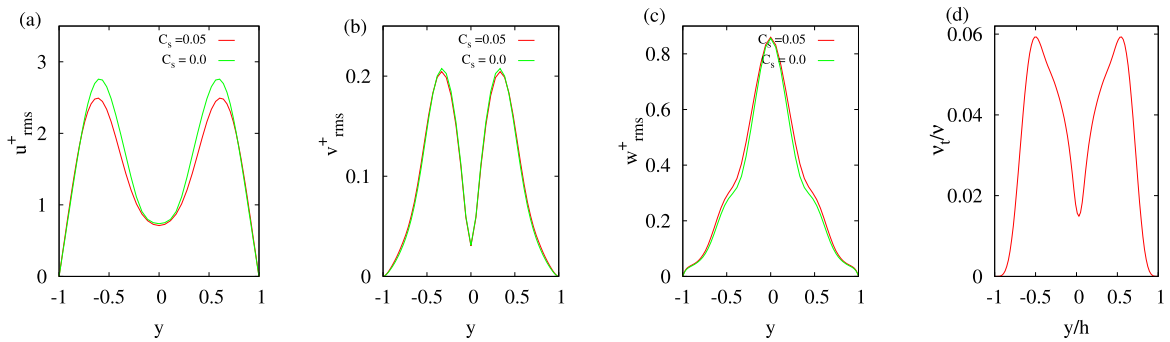 (a)
C_s =0.05
C_s = 0.0
u^+_rms
3
2
1
0
-1 -0.5 0 0.5 1
y
(b)
C_s =0.05
C_s = 0.0
v^+_rms
0.2
0.1
0
-1 -0.5 0 0.5 1
y
(c)
C_s =0.05
C_s = 0.0
w^+_rms
0.8
0.6
0.4
0.2
0
-1 -0.5 0 0.5 1
y
(d)
ν_t/ν
0.06
0.04
0.02
0
-1 -0.5 0 0.5 1
y/h